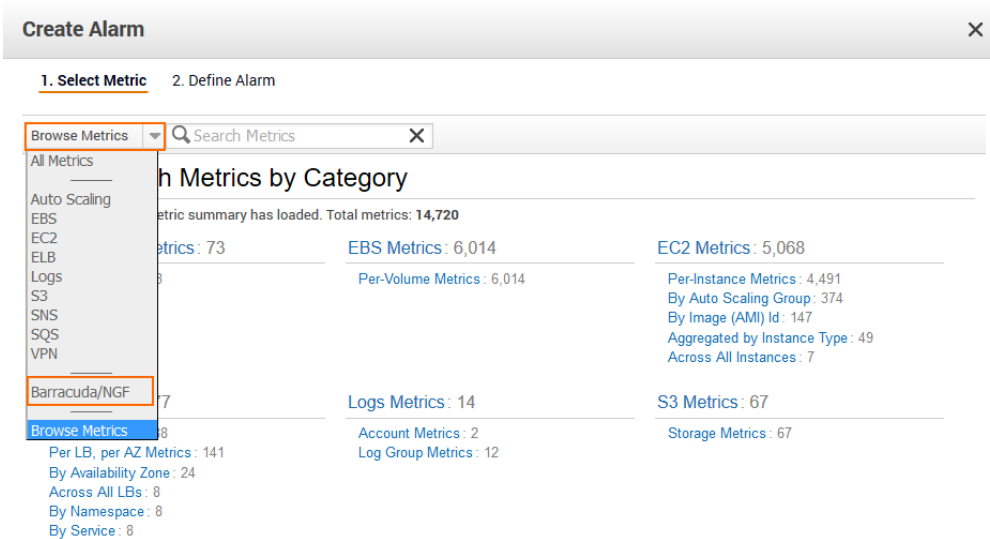 Create Alarm
1. Select Metric 2. Define Alarm
Browse Metrics Search Metrics
All Metrics
h Metrics by Category
Auto Scaling
EBS
etric summary has loaded. Total metrics: 14,720
EC2
ELB
Logs
S3
SNS
SQS
VPN
Barracuda/NGF
Browse Metrics
etrics : 73
3
EBS Metrics : 6,014
Per-Volume Metrics : 6,014
EC2 Metrics : 5,068
Per-Instance Metrics : 4,491
By Auto Scaling Group : 374
By Image (AMI) Id : 147
Aggregated by Instance Type : 49
Across All Instances : 7
77
38
Per LB, per AZ Metrics : 141
By Availability Zone : 24
Across All LBs : 8
By Namespace : 8
By Service : 8
Logs Metrics : 14
Account Metrics : 2
Log Group Metrics : 12
S3 Metrics : 67
Storage Metrics : 67